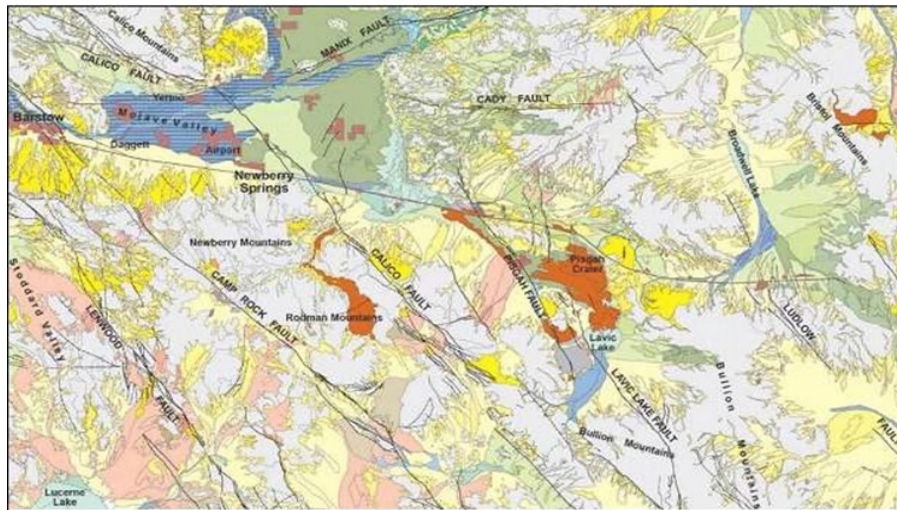 Calico Mountains
MANIX FAULT
CALICO FAULT
Yermo
CADY FAULT
Bristol Mountains
Barstow
Mojave Valley
Daggett
Airport
Broadwell Lake
Newberry
Springs
Newberry Mountains
CALICO
FAULT
PISGAH FAULT
Pisgah
Crater
Stoddard Valley
CAMP ROCK FAULT
Rodman Mountains
LENWOOD
FAULT
LUDLOW
Lavic
Lake
LAVIC LAKE FAULT
Bullion
Mountains
Bullion Mountains
FAUL
Lucerne
Lake